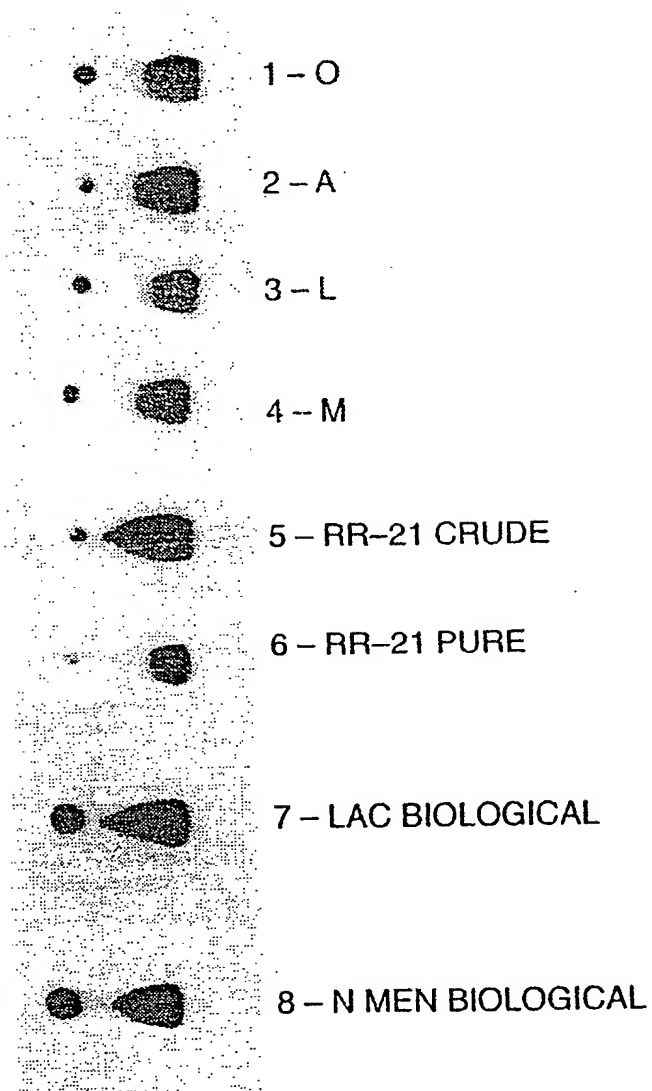 1 – O
2 – A
3 – L
4 – M
5 – RR–21 CRUDE
6 – RR–21 PURE
7 – LAC BIOLOGICAL
8 – N MEN BIOLOGICAL